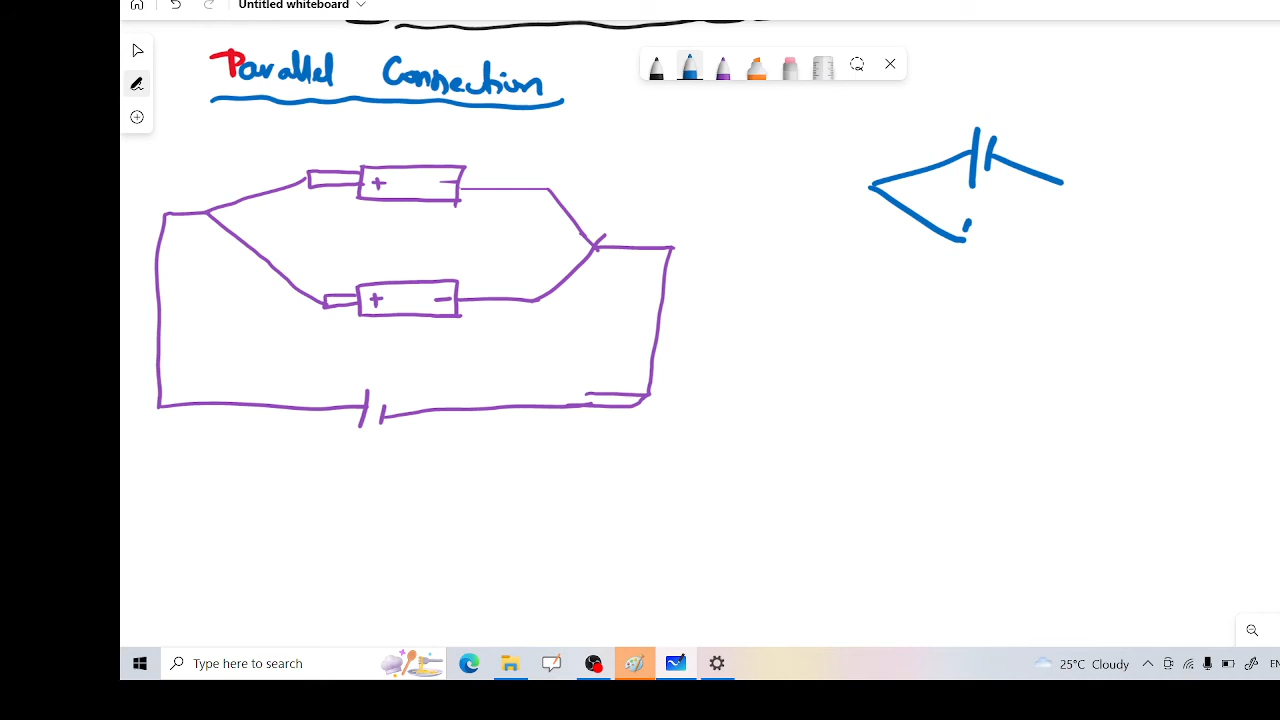 Untitled whiteboard
Parallel Connection
+ −
+ −
Type here to search
25°C Cloudy